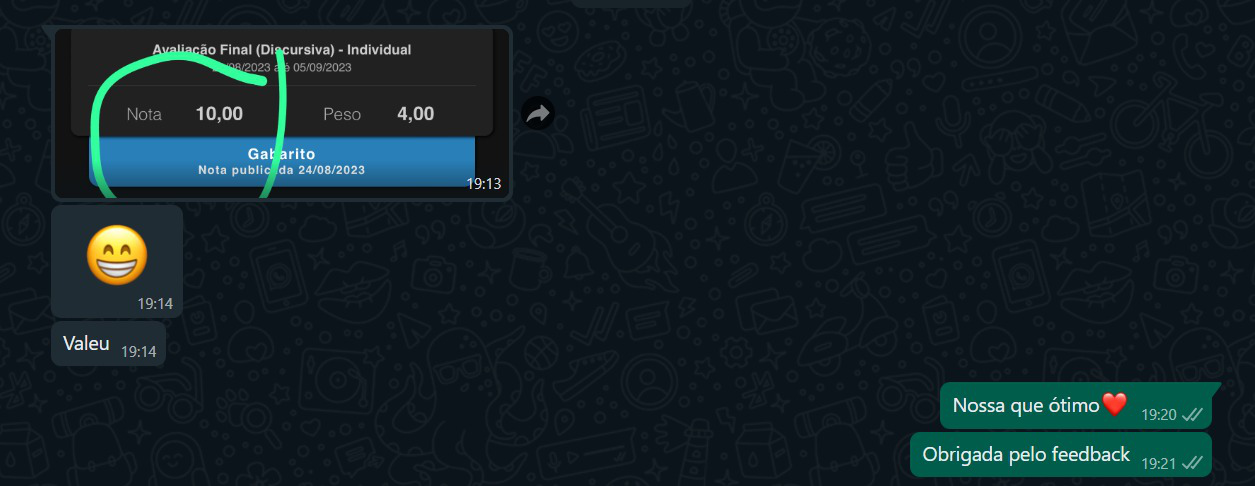 Avaliação Final (Discursiva) - Individual
/08/2023 até 05/09/2023
Nota 10,00 Peso 4,00
Gabarito
Nota publicada 24/08/2023
19:13
19:14
Valeu 19:14
Nossa que ótimo❤️ 19:20
Obrigada pelo feedback 19:21